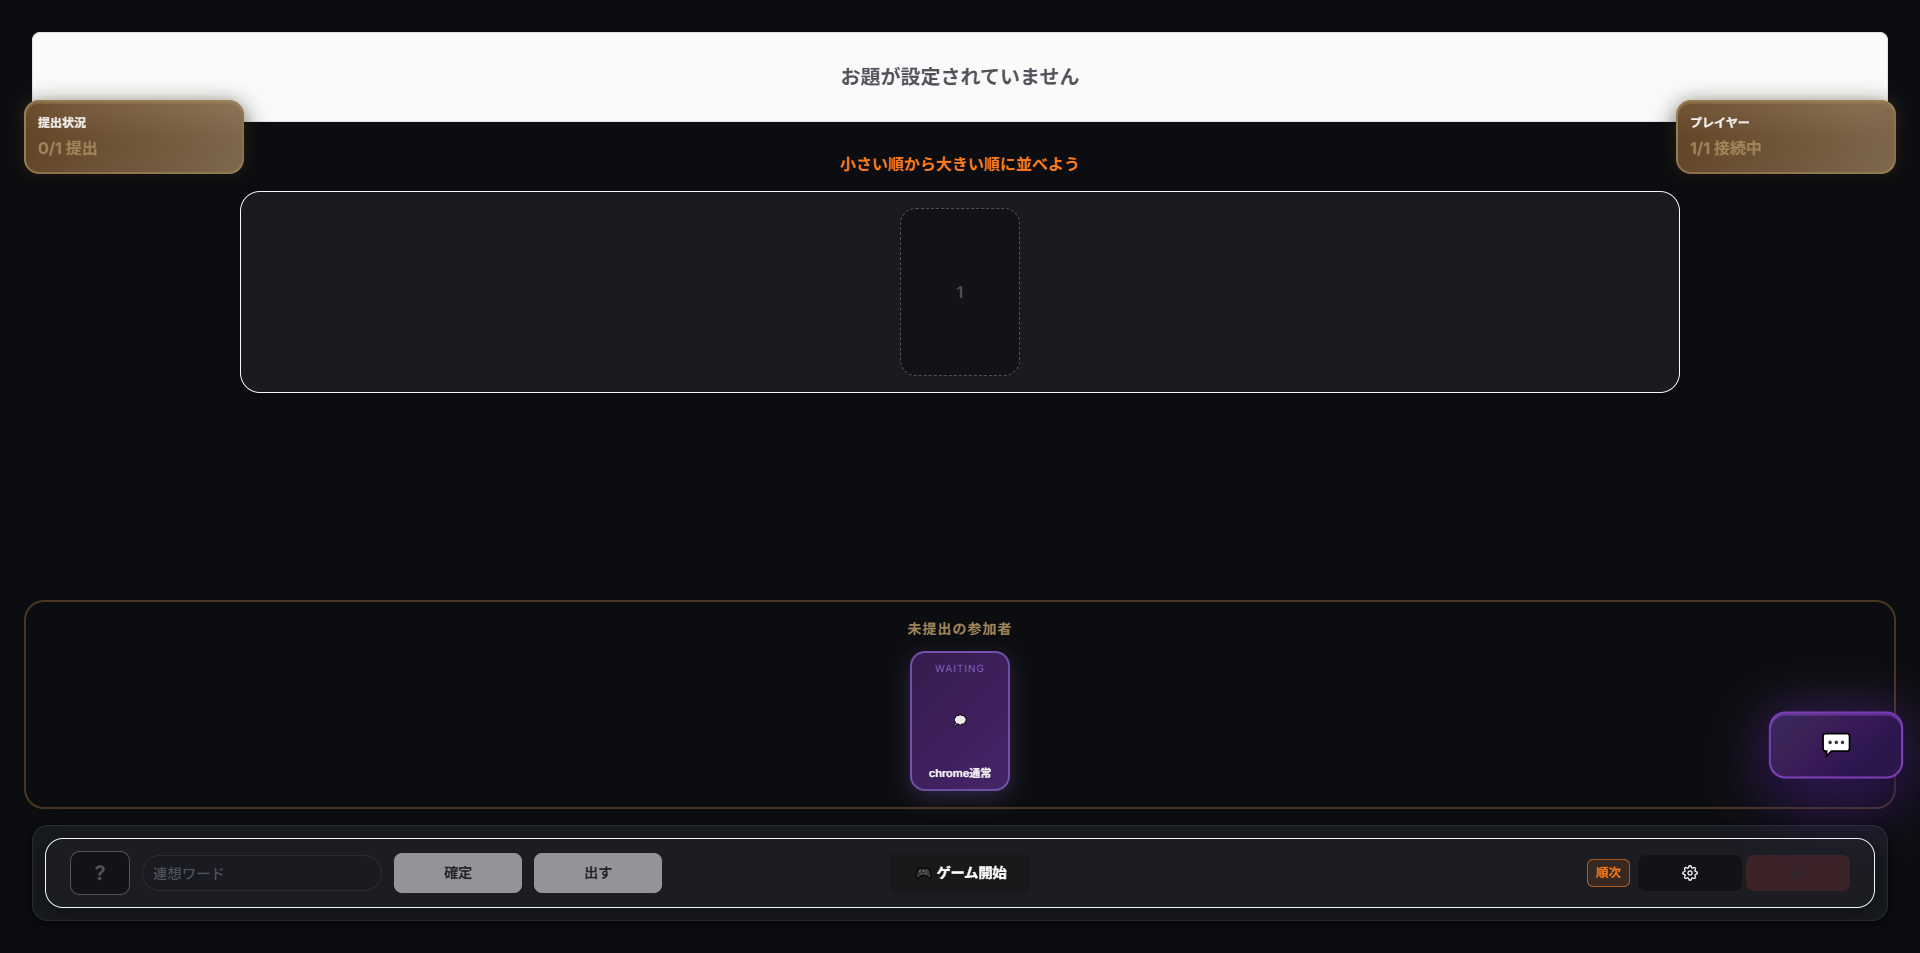 お題が設定されていません
提出状況
0/1 提出
プレイヤー
1/1 接続中
小さい順から大きい順に並べよう
1
未提出の参加者
WAITING
chrome通常
?
連想ワード
確定
出す
🎮 ゲーム開始
順次